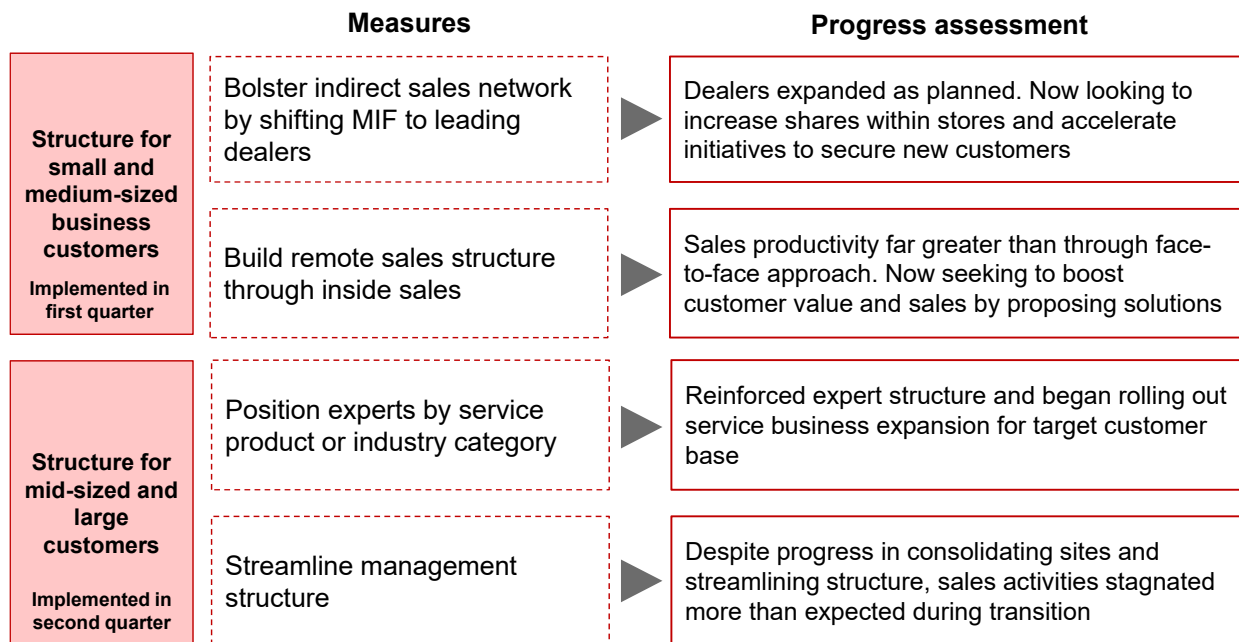 Measures
Progress assessment
Structure for
small and
medium-sized
business
customers
Implemented in
first quarter
Bolster indirect sales network
by shifting MIF to leading
dealers
Dealers expanded as planned. Now looking to
increase shares within stores and accelerate
initiatives to secure new customers
Build remote sales structure
through inside sales
Sales productivity far greater than through face-
to-face approach. Now seeking to boost
customer value and sales by proposing solutions
Structure for
mid-sized and
large
customers
Implemented in
second quarter
Position experts by service
product or industry category
Reinforced expert structure and began rolling out
service business expansion for target customer
base
Streamline management
structure
Despite progress in consolidating sites and
streamlining structure, sales activities stagnated
more than expected during transition